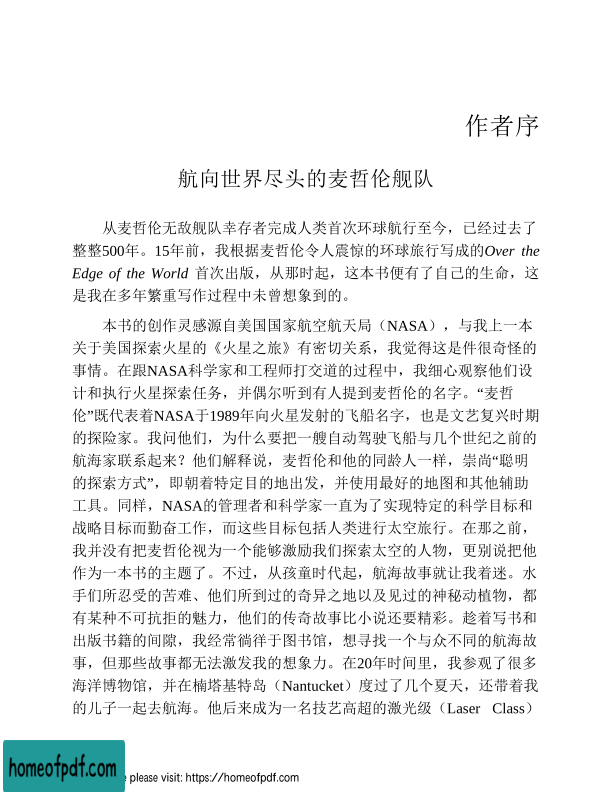 作者序
航向世界尽头的麦哲伦舰队
从麦哲伦无敌舰队幸存者完成人类首次环球航行至今，已经过去了
整整500年。15年前，我根据麦哲伦令人震惊的环球旅行写成的Over the
Edge of the World 首次出版，从那时起，这本书便有了自己的生命，这
是我在多年繁重写作过程中未曾想象到的。
本书的创作灵感源自美国国家航空航天局（NASA），与我上一本
关于美国探索火星的《火星之旅》有密切关系，我觉得这是件很奇怪的
事情。在跟NASA科学家和工程师打交道的过程中，我细心观察他们设
计和执行火星探索任务，并偶尔听到有人提到麦哲伦的名字。“麦哲
伦”既代表着NASA于1989年向火星发射的飞船名字，也是文艺复兴时期
的探险家。我问他们，为什么要把一艘自动驾驶飞船与几个世纪之前的
航海家联系起来？他们解释说，麦哲伦和他的同龄人一样，崇尚“聪明
的探索方式”，即朝着特定目的地出发，并使用最好的地图和其他辅助
工具。同样，NASA的管理者和科学家一直为了实现特定的科学目标和
战略目标而勤奋工作，而这些目标包括人类进行太空旅行。在那之前，
我并没有把麦哲伦视为一个能够激励我们探索太空的人物，更别说把他
作为一本书的主题了。不过，从孩童时代起，航海故事就让我着迷。水
手们所忍受的苦难、他们所到过的奇异之地以及见过的神秘动植物，都
有某种不可抗拒的魅力，他们的传奇故事比小说还要精彩。趁着写书和
出版书籍的间隙，我经常徜徉于图书馆，想寻找一个与众不同的航海故
事，但那些故事都无法激发我的想象力。在20年时间里，我参观了很多
海洋博物馆，并在楠塔基特岛（Nantucket）度过了几个夏天，还带着我
的儿子一起去航海。他后来成为一名技艺高超的激光级（Laser Class）
homeofpdf.com
e please visit: https://homeofpdf.com